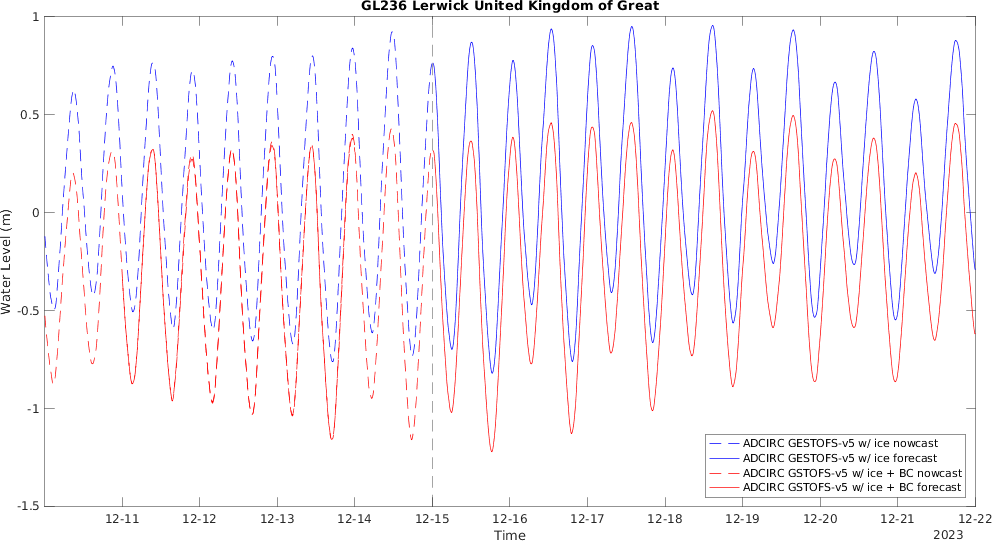 GL236 Lerwick United Kingdom of Great
1
0.5
0
-0.5
-1
-1.5
Water Level (m)
12-11
12-12
12-13
12-14
12-15
12-16
12-17
12-18
12-19
12-20
12-21
12-22
Time
2023
ADCIRC GESTOFS-v5 w/ ice nowcast
ADCIRC GESTOFS-v5 w/ ice forecast
ADCIRC GSTOFS-v5 w/ ice + BC nowcast
ADCIRC GSTOFS-v5 w/ ice + BC forecast